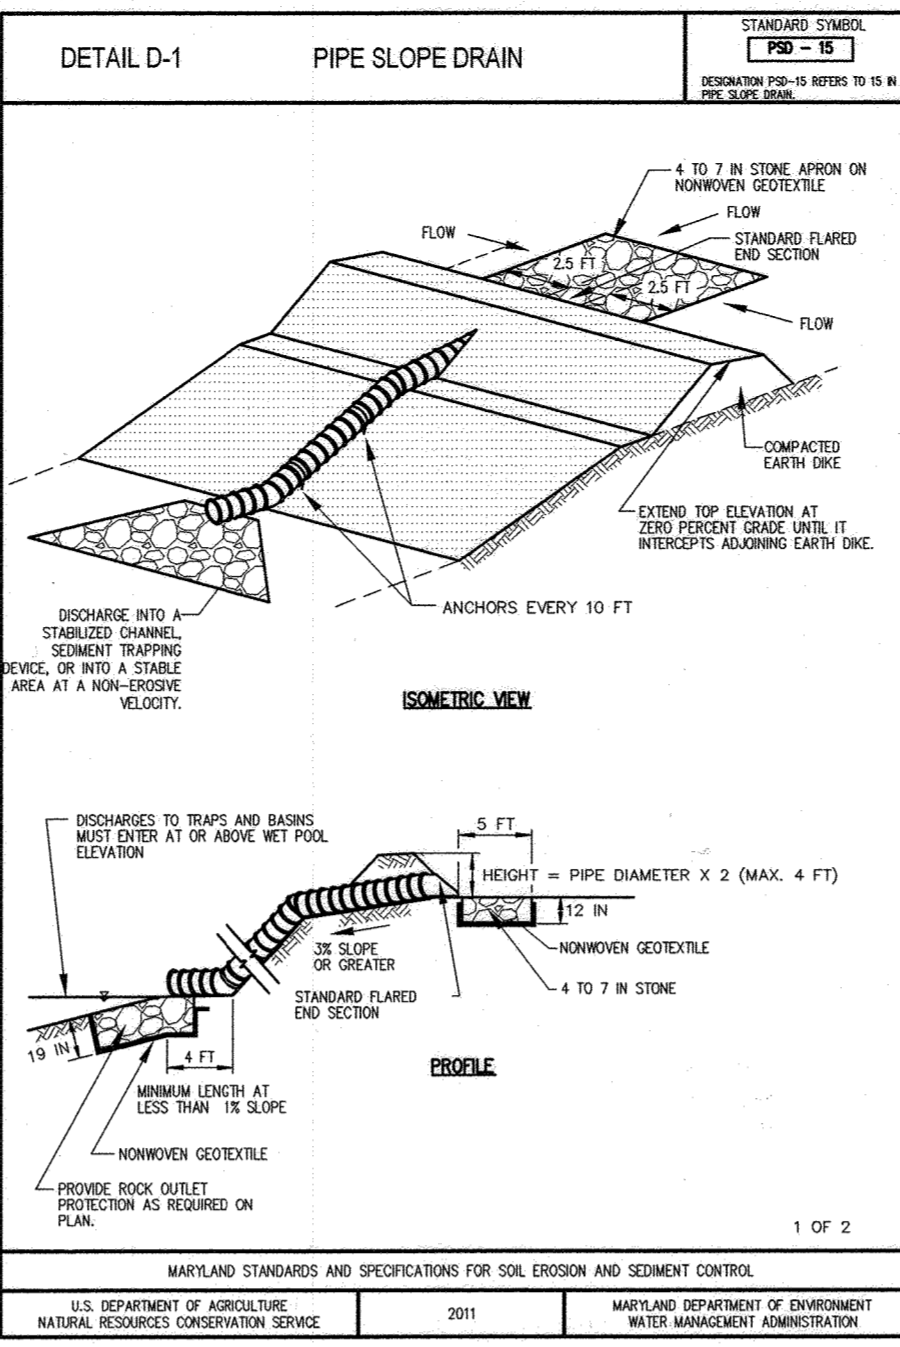 DETAIL D-1
PIPE SLOPE DRAIN
STANDARD SYMBOL
PSD - 15
DESIGNATION PSD-15 REFERS TO 15 IN
PIPE SLOPE DRAIN.
4 TO 7 IN STONE APRON ON
NONWOVEN GEOTEXTILE
FLOW
FLOW
STANDARD FLARED
END SECTION
2.5 FT
2.5 FT
FLOW
COMPACTED
EARTH DIKE
EXTEND TOP ELEVATION AT
ZERO PERCENT GRADE UNTIL IT
INTERCEPTS ADJOINING EARTH DIKE.
ANCHORS EVERY 10 FT
DISCHARGE INTO A
STABILIZED CHANNEL,
SEDIMENT TRAPPING
DEVICE, OR INTO A STABLE
AREA AT A NON-EROSIVE
VELOCITY.
ISOMETRIC VIEW
DISCHARGES TO TRAPS AND BASINS
MUST ENTER AT OR ABOVE WET POOL
ELEVATION
5 FT
HEIGHT = PIPE DIAMETER X 2 (MAX. 4 FT)
12 IN
3% SLOPE
OR GREATER
NONWOVEN GEOTEXTILE
4 TO 7 IN STONE
STANDARD FLARED
END SECTION
19 IN
4 FT
PROFILE
MINIMUM LENGTH AT
LESS THAN 1% SLOPE
NONWOVEN GEOTEXTILE
PROVIDE ROCK OUTLET
PROTECTION AS REQUIRED ON
PLAN.
1 OF 2
MARYLAND STANDARDS AND SPECIFICATIONS FOR SOIL EROSION AND SEDIMENT CONTROL
U.S. DEPARTMENT OF AGRICULTURE
NATURAL RESOURCES CONSERVATION SERVICE
2011
MARYLAND DEPARTMENT OF ENVIRONMENT
WATER MANAGEMENT ADMINISTRATION